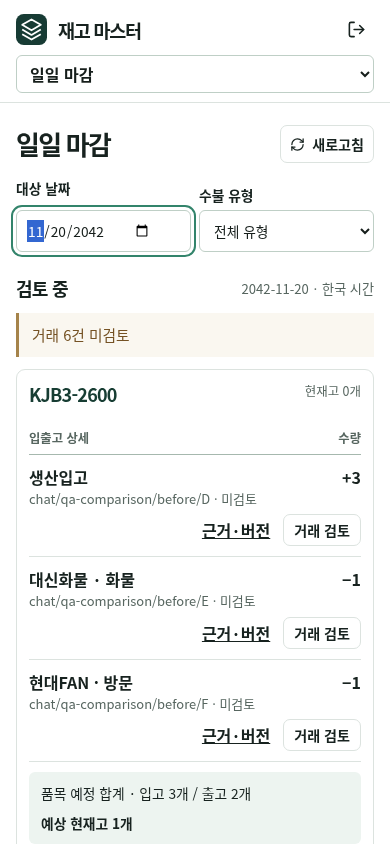 재고 마스터
일일 마감
일일 마감
새로고침
대상 날짜
수불 유형
11/20/2042
전체 유형
검토 중
2042-11-20 · 한국 시간
거래 6건 미검토
KJB3-2600
현재고 0개
입출고 상세
수량
생산입고
+3
chat/qa-comparison/before/D · 미검토
근거·버전
거래 검토
대신화물 · 화물
−1
chat/qa-comparison/before/E · 미검토
근거·버전
거래 검토
현대FAN · 방문
−1
chat/qa-comparison/before/F · 미검토
근거·버전
거래 검토
품목 예정 합계 · 입고 3개 / 출고 2개
예상 현재고 1개